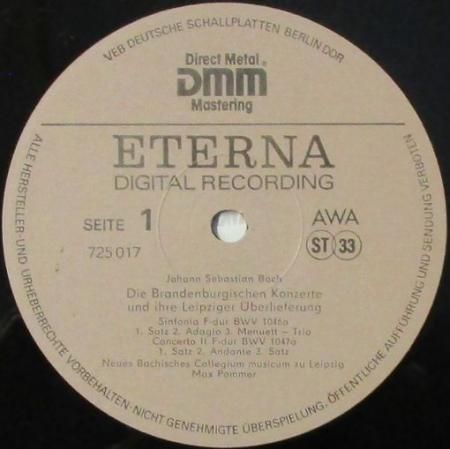 VEB DEUTSCHE SCHALLPLATTEN BERLIN DDR
Direct Metal
DMM
Mastering
ETERNA
DIGITAL RECORDING
SEITE 1
AWA
725 017
ST 33
Johann Sebastian Bach
Die Brandenburgischen Konzerte
und ihre Leipziger Überlieferung
Sinfonia F-dur BWV 1046a
1. Satz 2. Adagio 3. Menuett – Trio
Concerto II F-dur BWV 1047a
1. Satz 2. Andante 3. Satz
Neues Bachisches Collegium musicum zu Leipzig
Max Pommer
ALLE HERSTELLER- UND URHEBERRECHTE VORBEHALTEN · NICHT GENEHMIGTE ÜBERSPIELUNG, ÖFFENTLICHE AUFFÜHRUNG UND SENDUNG VERBOTEN